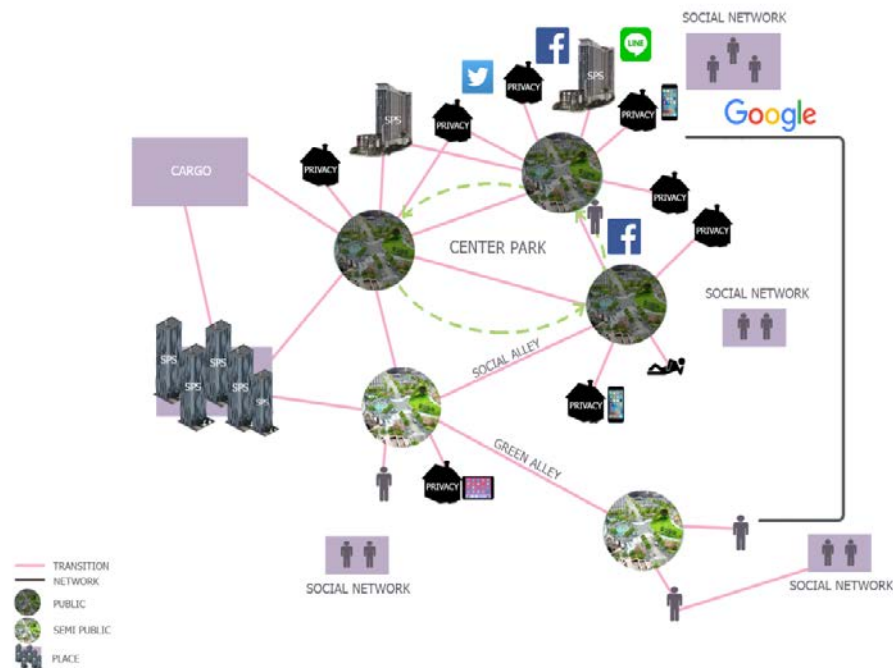 SOCIAL NETWORK
LINE
SPS
PRIVACY
PRIVACY
Google
SPS
PRIVACY
PRIVACY
CARGO
PRIVACY
PRIVACY
CENTER PARK
SOCIAL NETWORK
SPS
SPS
SPS
SPS
SOCIAL ALLEY
PRIVACY
GREEN ALLEY
PRIVACY
SOCIAL NETWORK
SOCIAL NETWORK
TRANSITION
NETWORK
PUBLIC
SEMI PUBLIC
PLACE